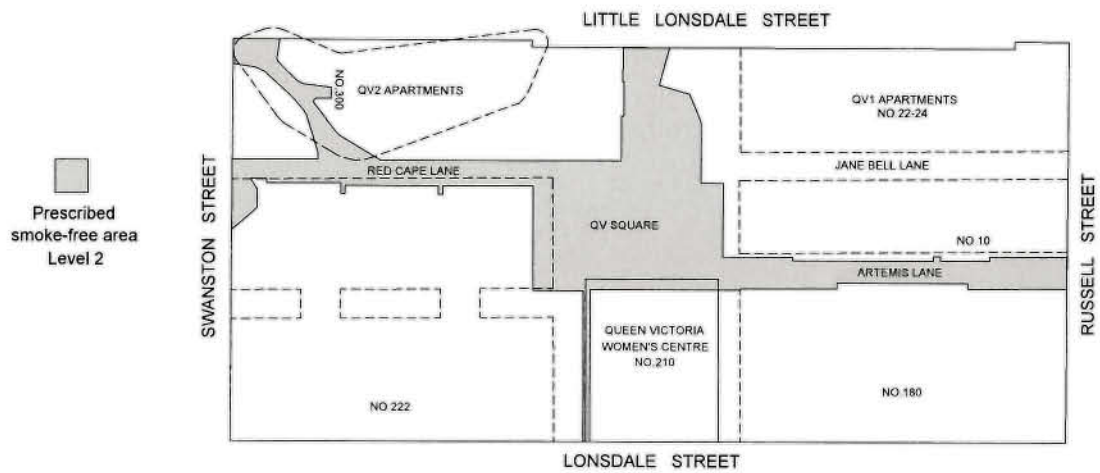 LITTLE LONSDALE STREET
NO.300
QV2 APARTMENTS
QV1 APARTMENTS
NO.22-24
JANE BELL LANE
RED CAPE LANE
SWANSTON STREET
Prescribed
smoke-free area
Level 2
QV SQUARE
NO.10
RUSSELL STREET
ARTEMIS LANE
QUEEN VICTORIA
WOMEN'S CENTRE
NO.210
NO.222
NO.180
LONSDALE STREET